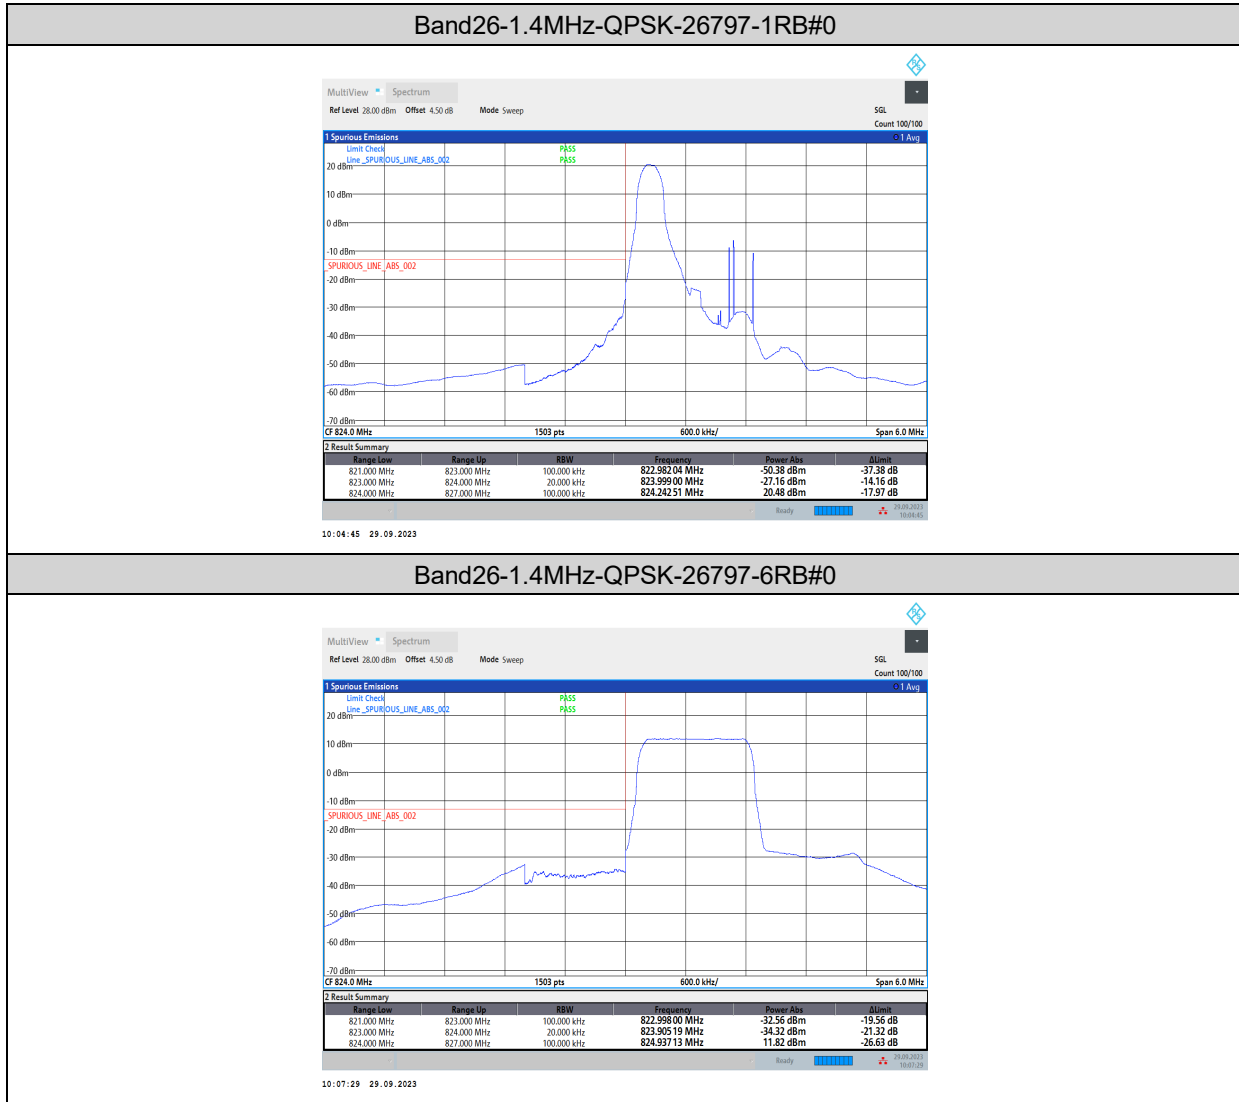 Band26-1.4MHz-QPSK-26797-1RB#0
MultiView Spectrum
Ref Level 28.00 dBm Offset 4.50 dB Mode Sweep SGL
Count 100/100
1 Spurious Emissions 1 Avg
Limit Check PASS
Line _SPURIOUS_LINE_ABS_002 PASS
20 dBm
10 dBm
0 dBm
-10 dBm
_SPURIOUS_LINE_ABS_002
-20 dBm
-30 dBm
-40 dBm
-50 dBm
-60 dBm
-70 dBm
CF 824.0 MHz 1503 pts 600.0 kHz/ Span 6.0 MHz
2 Result Summary
Range Low Range Up RBW Frequency Power Abs ΔLimit
821.000 MHz 823.000 MHz 100.000 kHz 822.98204 MHz -50.38 dBm -37.38 dB
823.000 MHz 824.000 MHz 20.000 kHz 823.99900 MHz -27.16 dBm -14.16 dB
824.000 MHz 827.000 MHz 100.000 kHz 824.24251 MHz 20.48 dBm -17.97 dB
Ready 29.09.2023
10:04:45
10:04:45 29.09.2023
Band26-1.4MHz-QPSK-26797-6RB#0
MultiView Spectrum
Ref Level 28.00 dBm Offset 4.50 dB Mode Sweep SGL
Count 100/100
1 Spurious Emissions 1 Avg
Limit Check PASS
Line _SPURIOUS_LINE_ABS_002 PASS
20 dBm
10 dBm
0 dBm
-10 dBm
_SPURIOUS_LINE_ABS_002
-20 dBm
-30 dBm
-40 dBm
-50 dBm
-60 dBm
-70 dBm
CF 824.0 MHz 1503 pts 600.0 kHz/ Span 6.0 MHz
2 Result Summary
Range Low Range Up RBW Frequency Power Abs ΔLimit
821.000 MHz 823.000 MHz 100.000 kHz 822.99800 MHz -32.56 dBm -19.56 dB
823.000 MHz 824.000 MHz 20.000 kHz 823.90519 MHz -34.32 dBm -21.32 dB
824.000 MHz 827.000 MHz 100.000 kHz 824.93713 MHz 11.82 dBm -26.63 dB
Ready 29.09.2023
10:07:29
10:07:29 29.09.2023